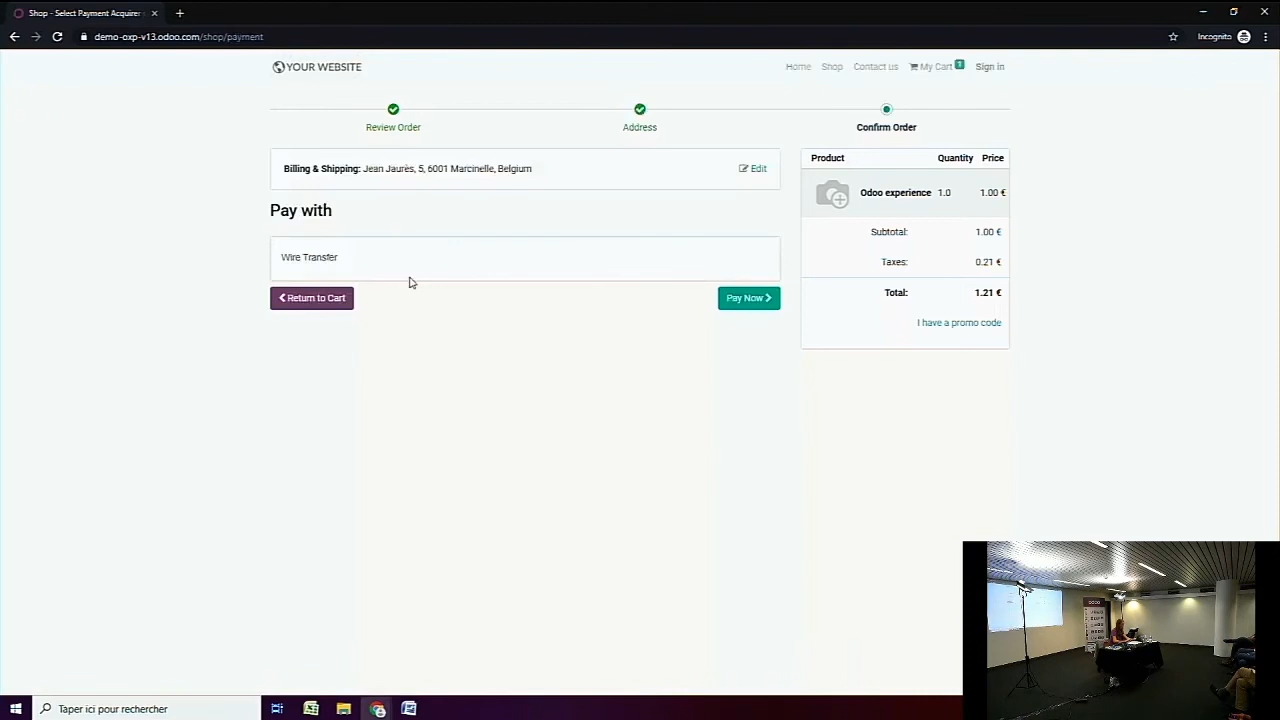 Shop - Select Payment Acquirer
demo-oxp-v13.odoo.com/shop/payment
Incognito
YOUR WEBSITE
Home Shop Contact us My Cart 1 Sign in
Review Order Address Confirm Order
Billing & Shipping: Jean Jaurès, 5, 6001 Marcinelle, Belgium Edit
Pay with
Wire Transfer
Return to Cart Pay Now
Product Quantity Price
Odoo experience 1.0 1.00 €
Subtotal: 1.00 €
Taxes: 0.21 €
Total: 1.21 €
I have a promo code
Taper ici pour rechercher